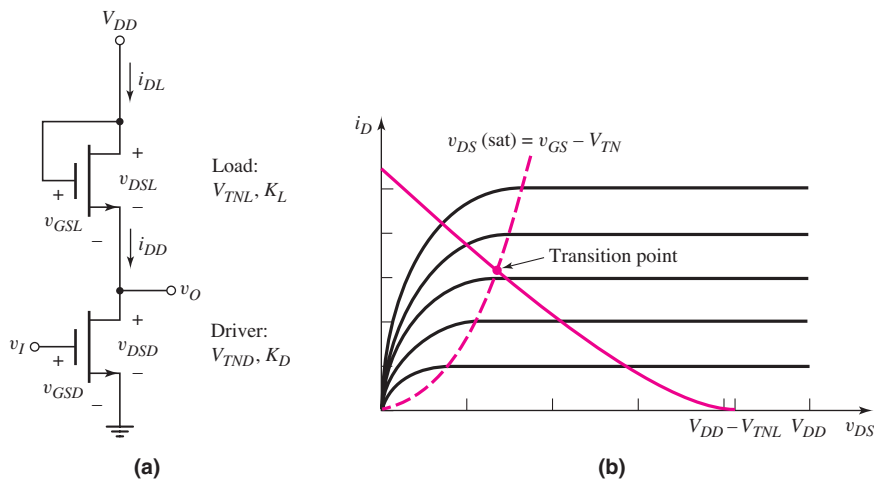 V_DD
i_DL
+
v_DSL
−
+
v_GSL
−
Load:
V_TNL, K_L
i_DD
v_O
+
v_DSD
−
v_I
+
v_GSD
−
Driver:
V_TND, K_D
(a)
i_D
v_DS (sat) = v_GS − V_TN
Transition point
V_DD − V_TNL
V_DD
v_DS
(b)